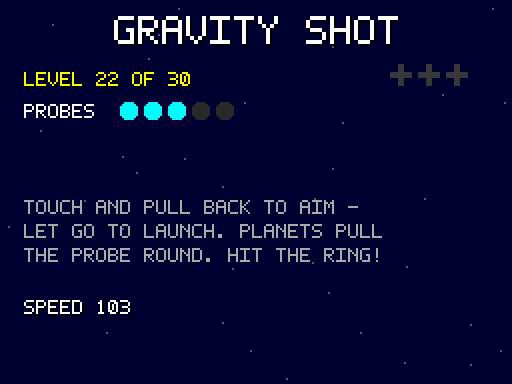 GRAVITY SHOT
LEVEL 22 OF 30
PROBES
TOUCH AND PULL BACK TO AIM -
LET GO TO LAUNCH. PLANETS PULL
THE PROBE ROUND. HIT THE RING!
SPEED 103